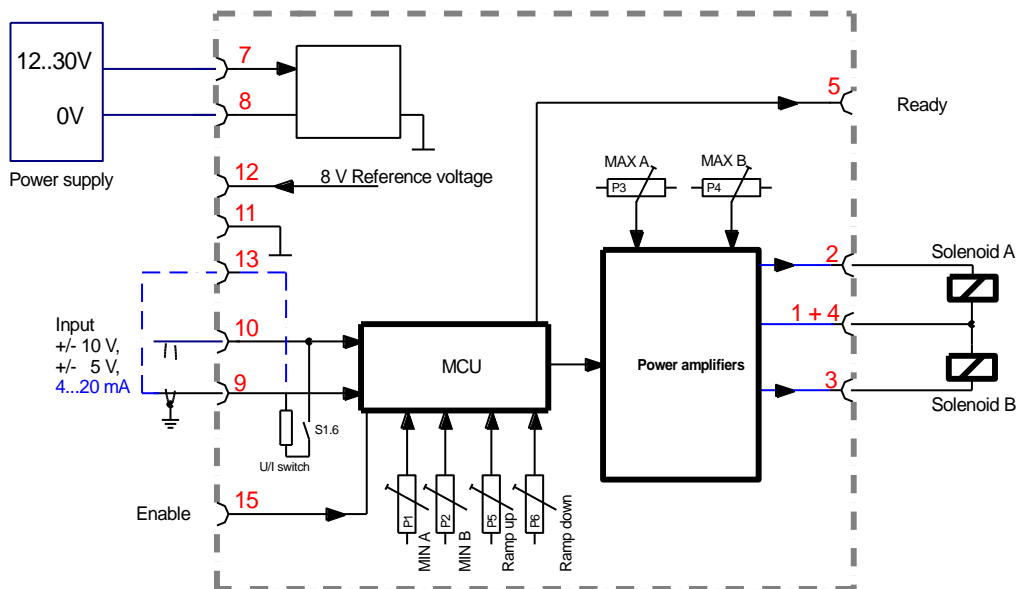 12..30V
0V
Power supply
7
8
12
8 V Reference voltage
11
13
Input
+/- 10 V,
+/- 5 V,
4...20 mA
10
9
S1.6
U/I switch
Enable
15
MCU
P1
MIN A
P2
MIN B
P5
Ramp up
P6
Ramp down
MAX A
P3
MAX B
P4
Power amplifiers
5
Ready
2
Solenoid A
1 + 4
3
Solenoid B